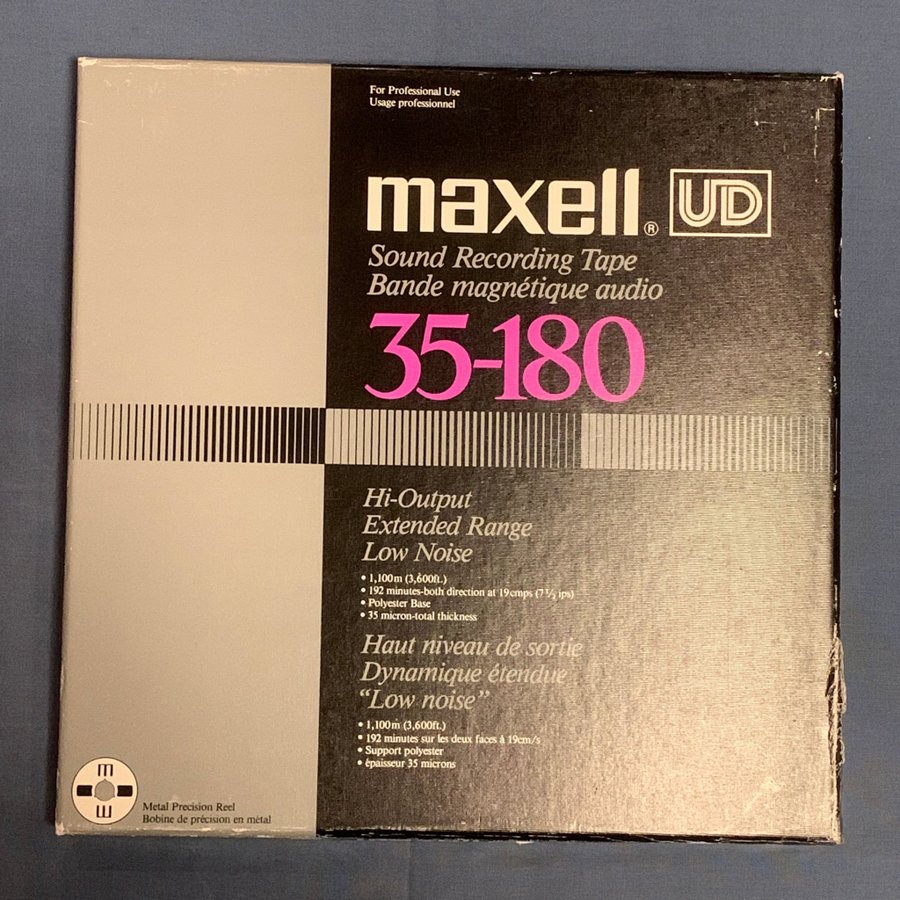 For Professional Use
Usage professionnel
maxell® UD
Sound Recording Tape
Bande magnétique audio
35-180
Hi-Output
Extended Range
Low Noise
• 1,100m (3,600ft.)
• 192 minutes-both direction at 19cmps (7½ ips)
• Polyester Base
• 35 micron-total thickness
Haut niveau de sortie
Dynamique étendue
“Low noise”
• 1,100m (3,600ft.)
• 192 minutes sur les deux faces à 19cm/s
• Support polyester
• épaisseur 35 microns
m
m
Metal Precision Reel
Bobine de précision en métal